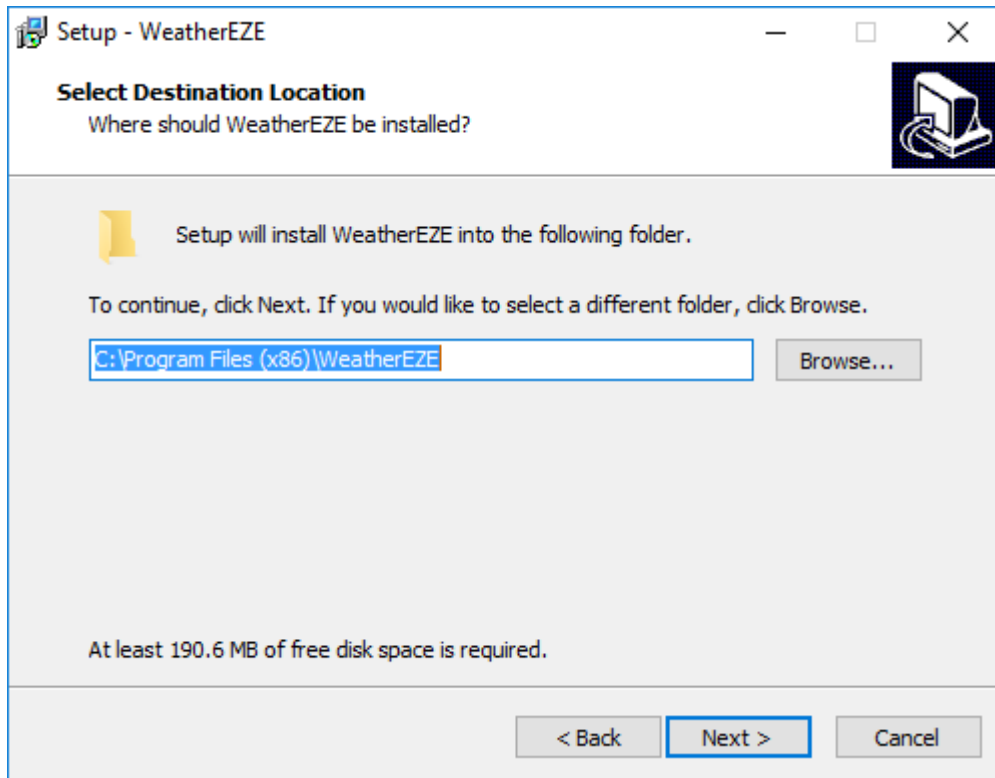 Setup - WeatherEZE
Select Destination Location
Where should WeatherEZE be installed?
Setup will install WeatherEZE into the following folder.
To continue, click Next. If you would like to select a different folder, click Browse.
C:\Program Files (x86)\WeatherEZE
Browse...
At least 190.6 MB of free disk space is required.
< Back
Next >
Cancel